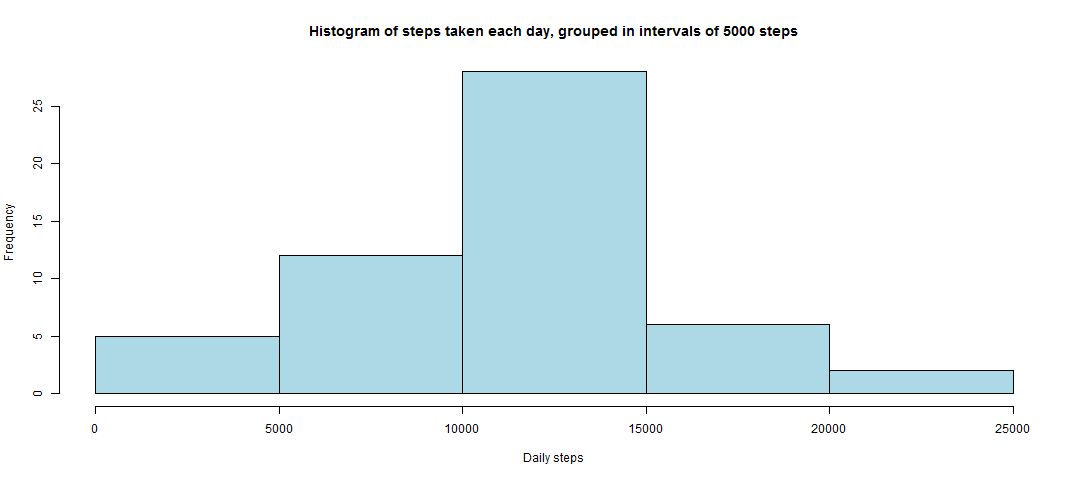 Histogram of steps taken each day, grouped in intervals of 5000 steps
25
20
15
10
5
0
Frequency
0 5000 10000 15000 20000 25000
Daily steps